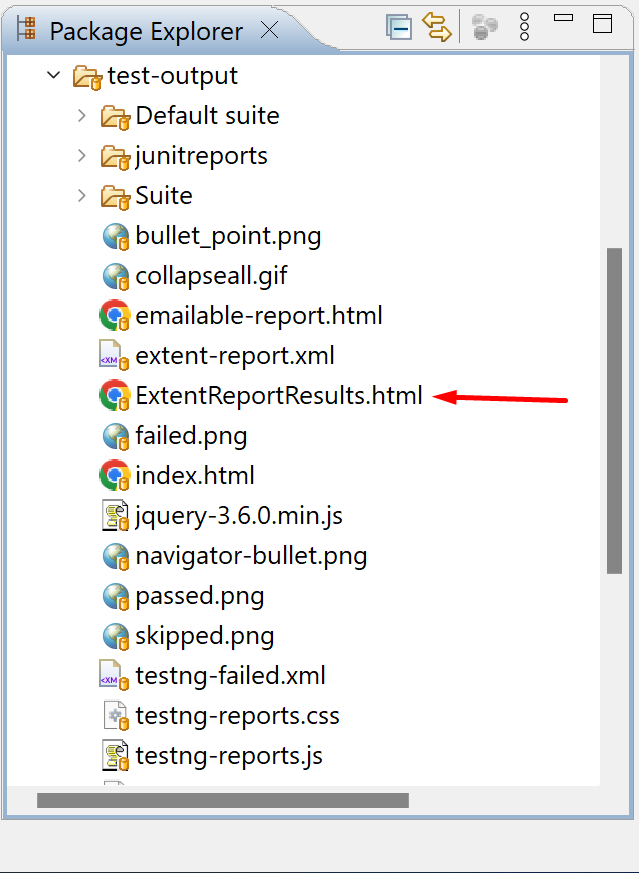 Package Explorer
test-output
Default suite
junitreports
Suite
bullet_point.png
collapseall.gif
emailable-report.html
extent-report.xml
ExtentReportResults.html
failed.png
index.html
jquery-3.6.0.min.js
navigator-bullet.png
passed.png
skipped.png
testng-failed.xml
testng-reports.css
testng-reports.js